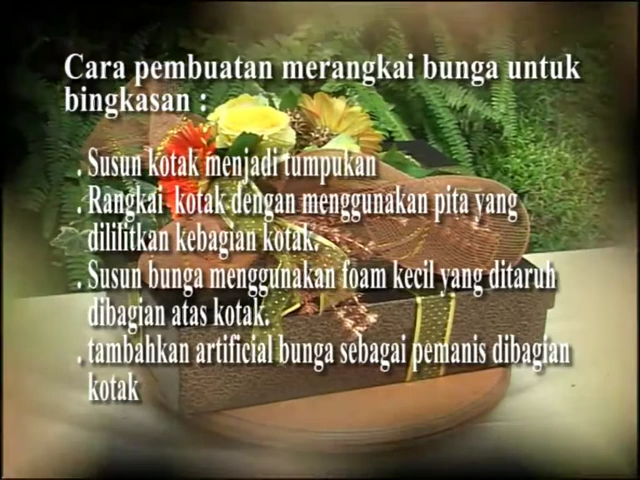 Cara pembuatan merangkai bunga untuk
bingkasan :
. Susun kotak menjadi tumpukan
. Rangkai kotak dengan menggunakan pita yang
dililitkan kebagian kotak.
. Susun bunga menggunakan foam kecil yang ditaruh
dibagian atas kotak.
. tambahkan artificial bunga sebagai pemanis dibagian
kotak